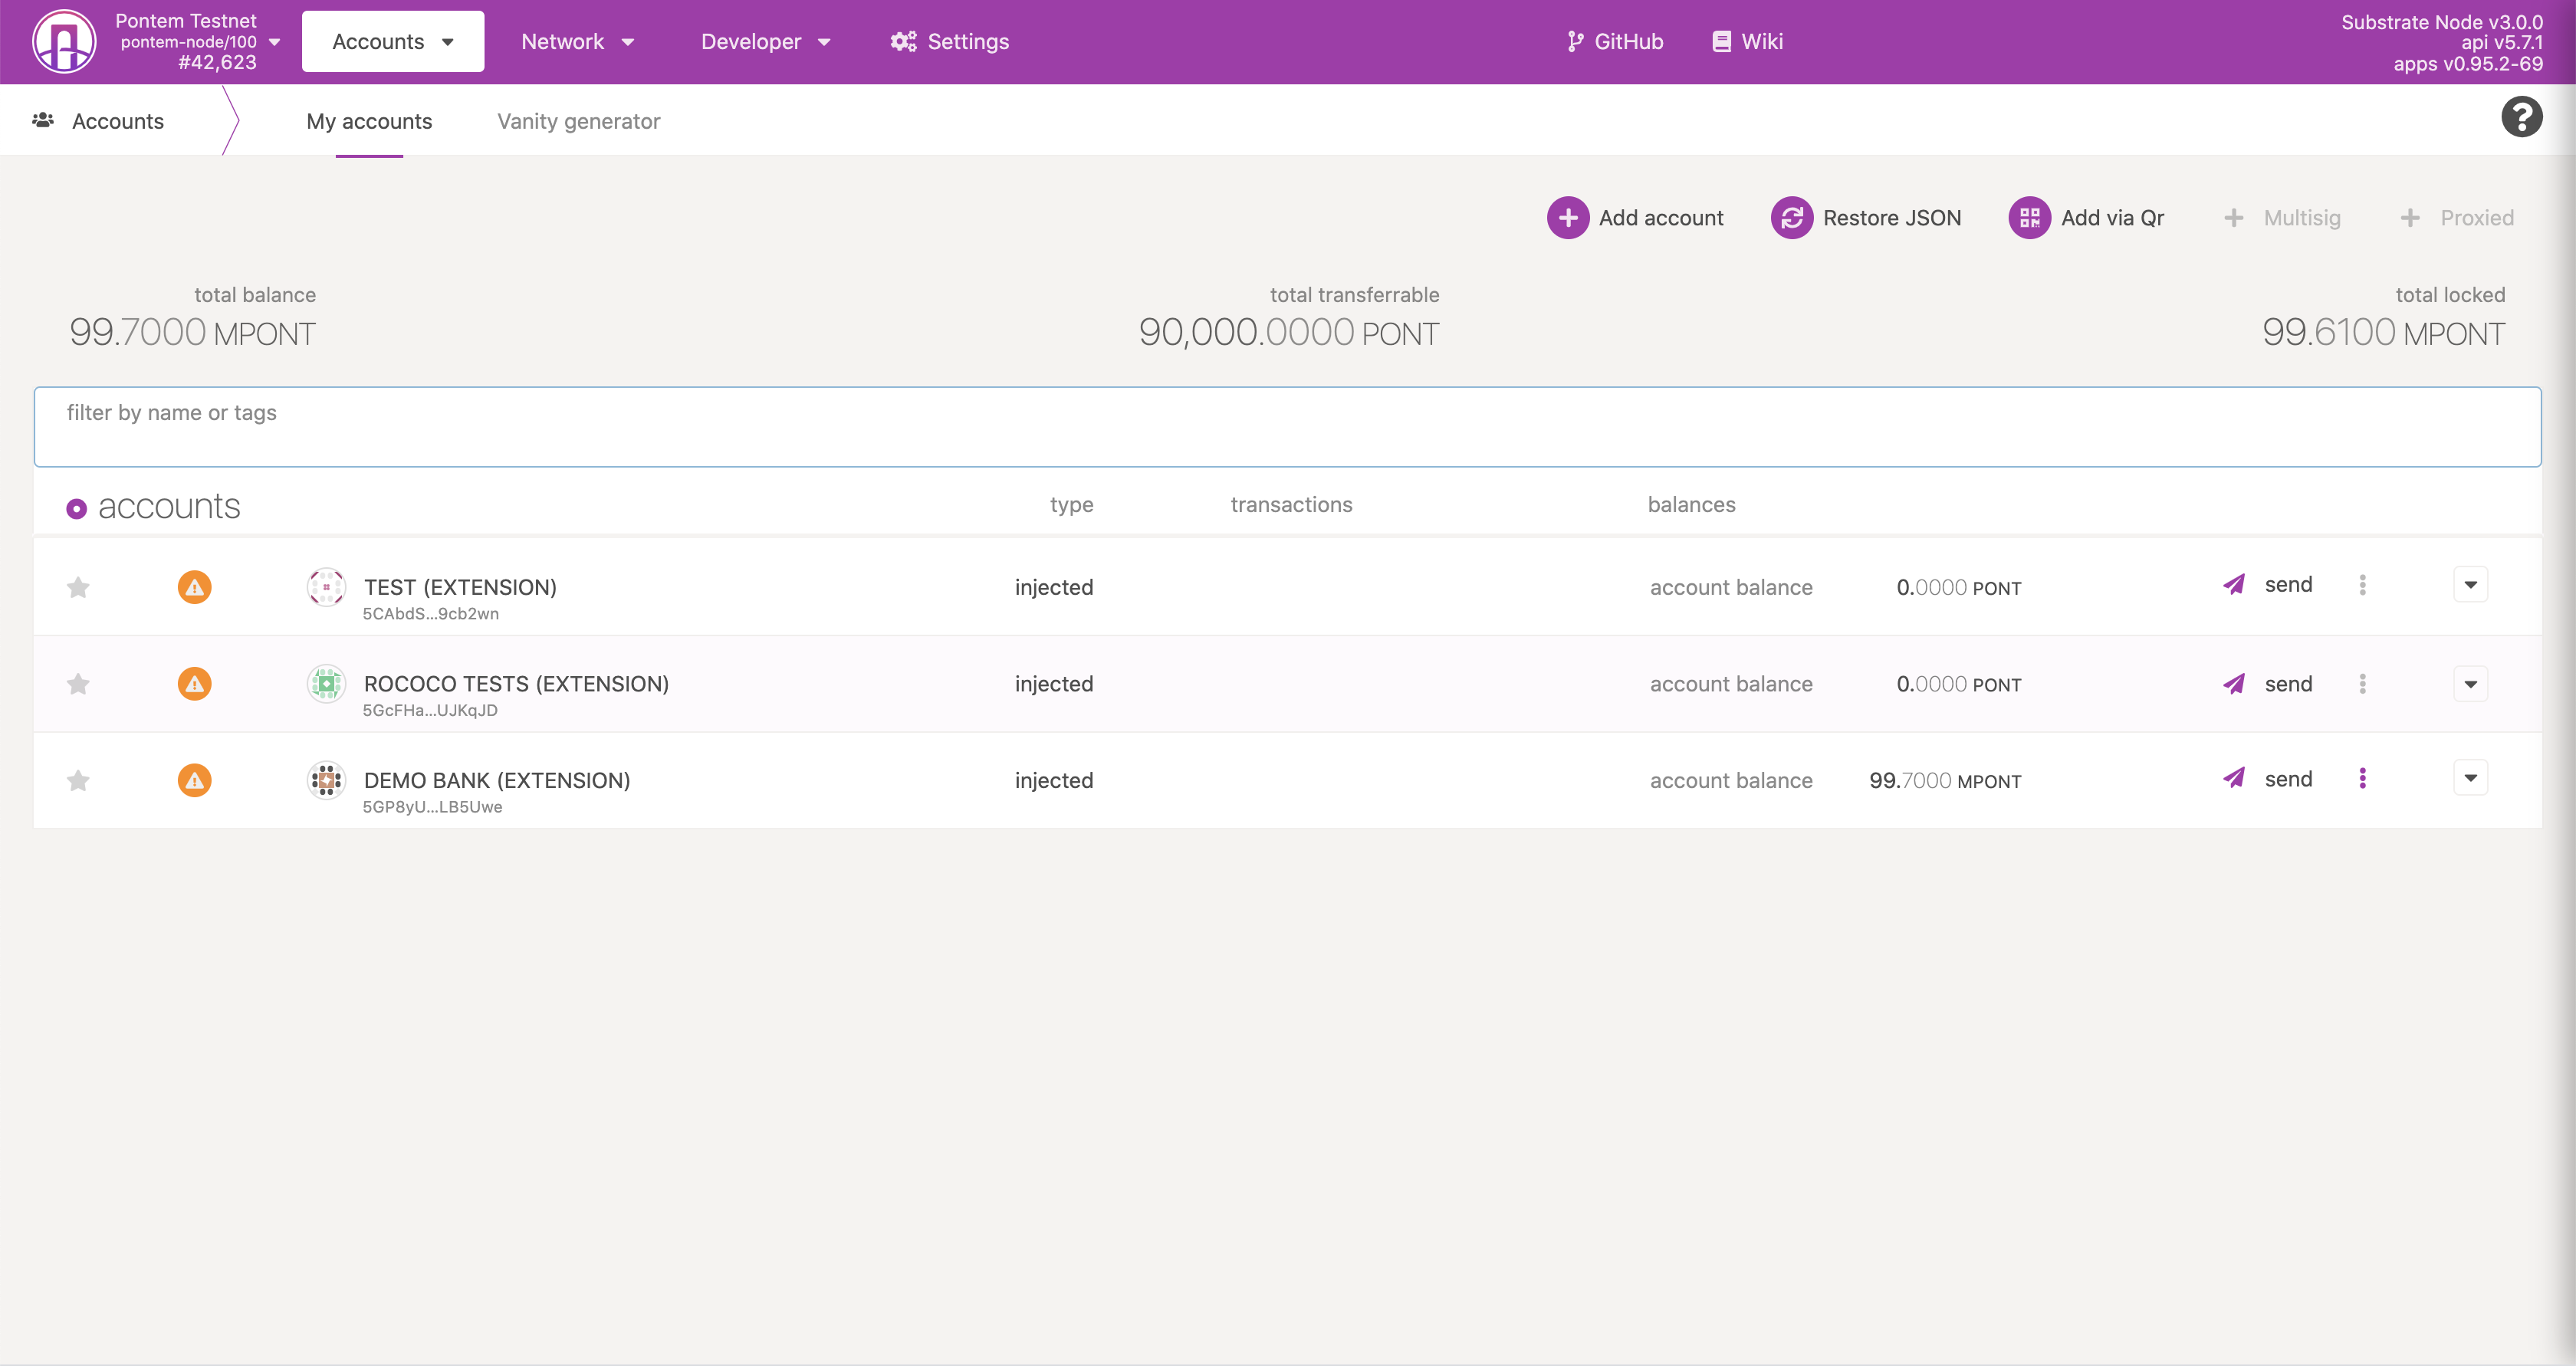 Pontem Testnet
pontem-node/100
#42,623
Accounts
Network
Developer
Settings
GitHub
Wiki
Substrate Node v3.0.0
api v5.7.1
apps v0.95.2-69
Accounts
My accounts
Vanity generator
Add account
Restore JSON
Add via Qr
Multisig
Proxied
total balance
99.7000 MPONT
total transferrable
90,000.0000 PONT
total locked
99.6100 MPONT
filter by name or tags
accounts type transactions balances
TEST (EXTENSION) injected account balance 0.0000 PONT send
5CAbdS...9cb2wn
ROCOCO TESTS (EXTENSION) injected account balance 0.0000 PONT send
5GcFHa...UJKqJD
DEMO BANK (EXTENSION) injected account balance 99.7000 MPONT send
5GP8yU...LB5Uwe